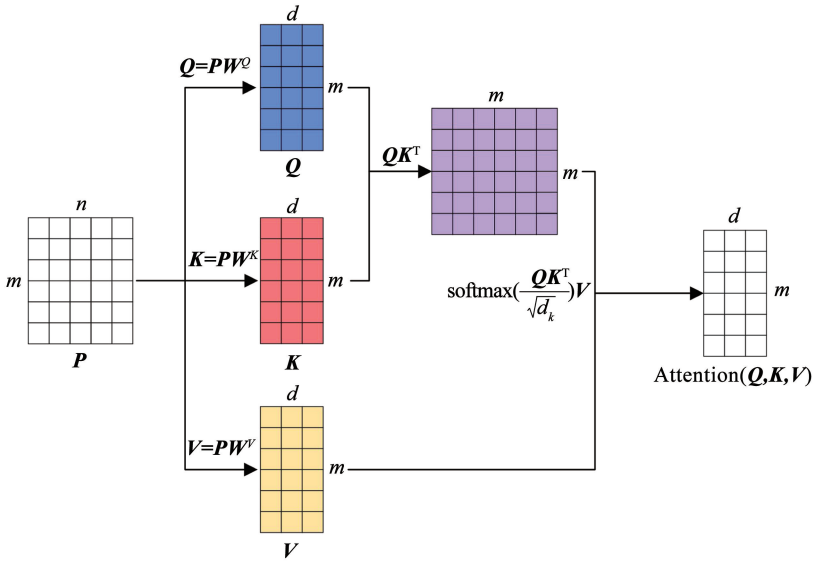 d
Q=PW^Q
m
Q
m
QK^T
m
n
m
P
d
K=PW^K
m
K
softmax(QK^T/√d_k)V
d
m
Attention(Q,K,V)
d
V=PW^V
m
V